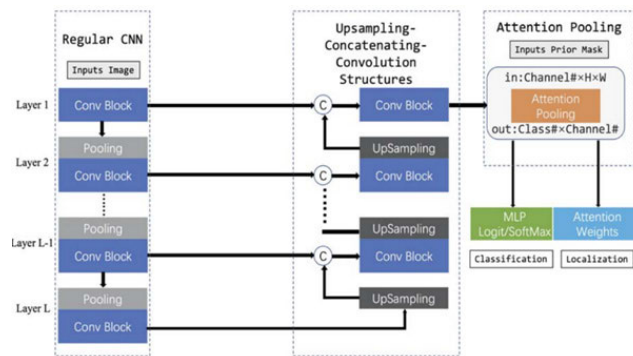 Regular CNN
Inputs Image
Layer 1
Conv Block
Pooling
Layer 2
Conv Block
Pooling
Layer L-1
Conv Block
Pooling
Layer L
Conv Block
Upsampling-
Concatenating-
Convolution
Structures
C
Conv Block
UpSampling
C
Conv Block
UpSampling
C
Conv Block
UpSampling
Attention Pooling
Inputs Prior Mask
in:Channel#×H×W
Attention
Pooling
out:Class#×Channel#
MLP
Logit/SoftMax
Attention
Weights
Classification
Localization